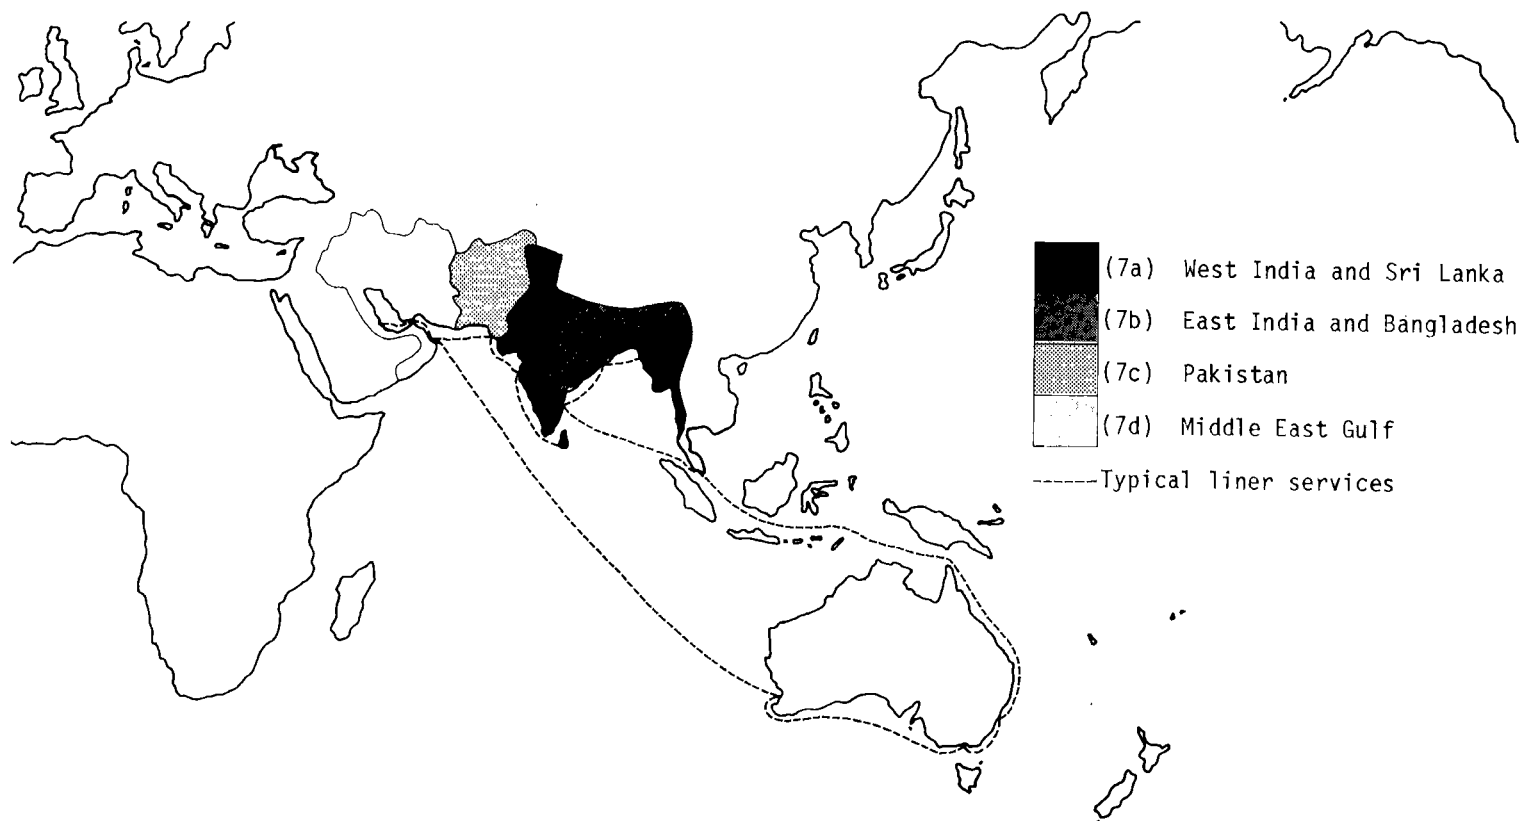 (7a) West India and Sri Lanka
(7b) East India and Bangladesh
(7c) Pakistan
(7d) Middle East Gulf
------Typical liner services